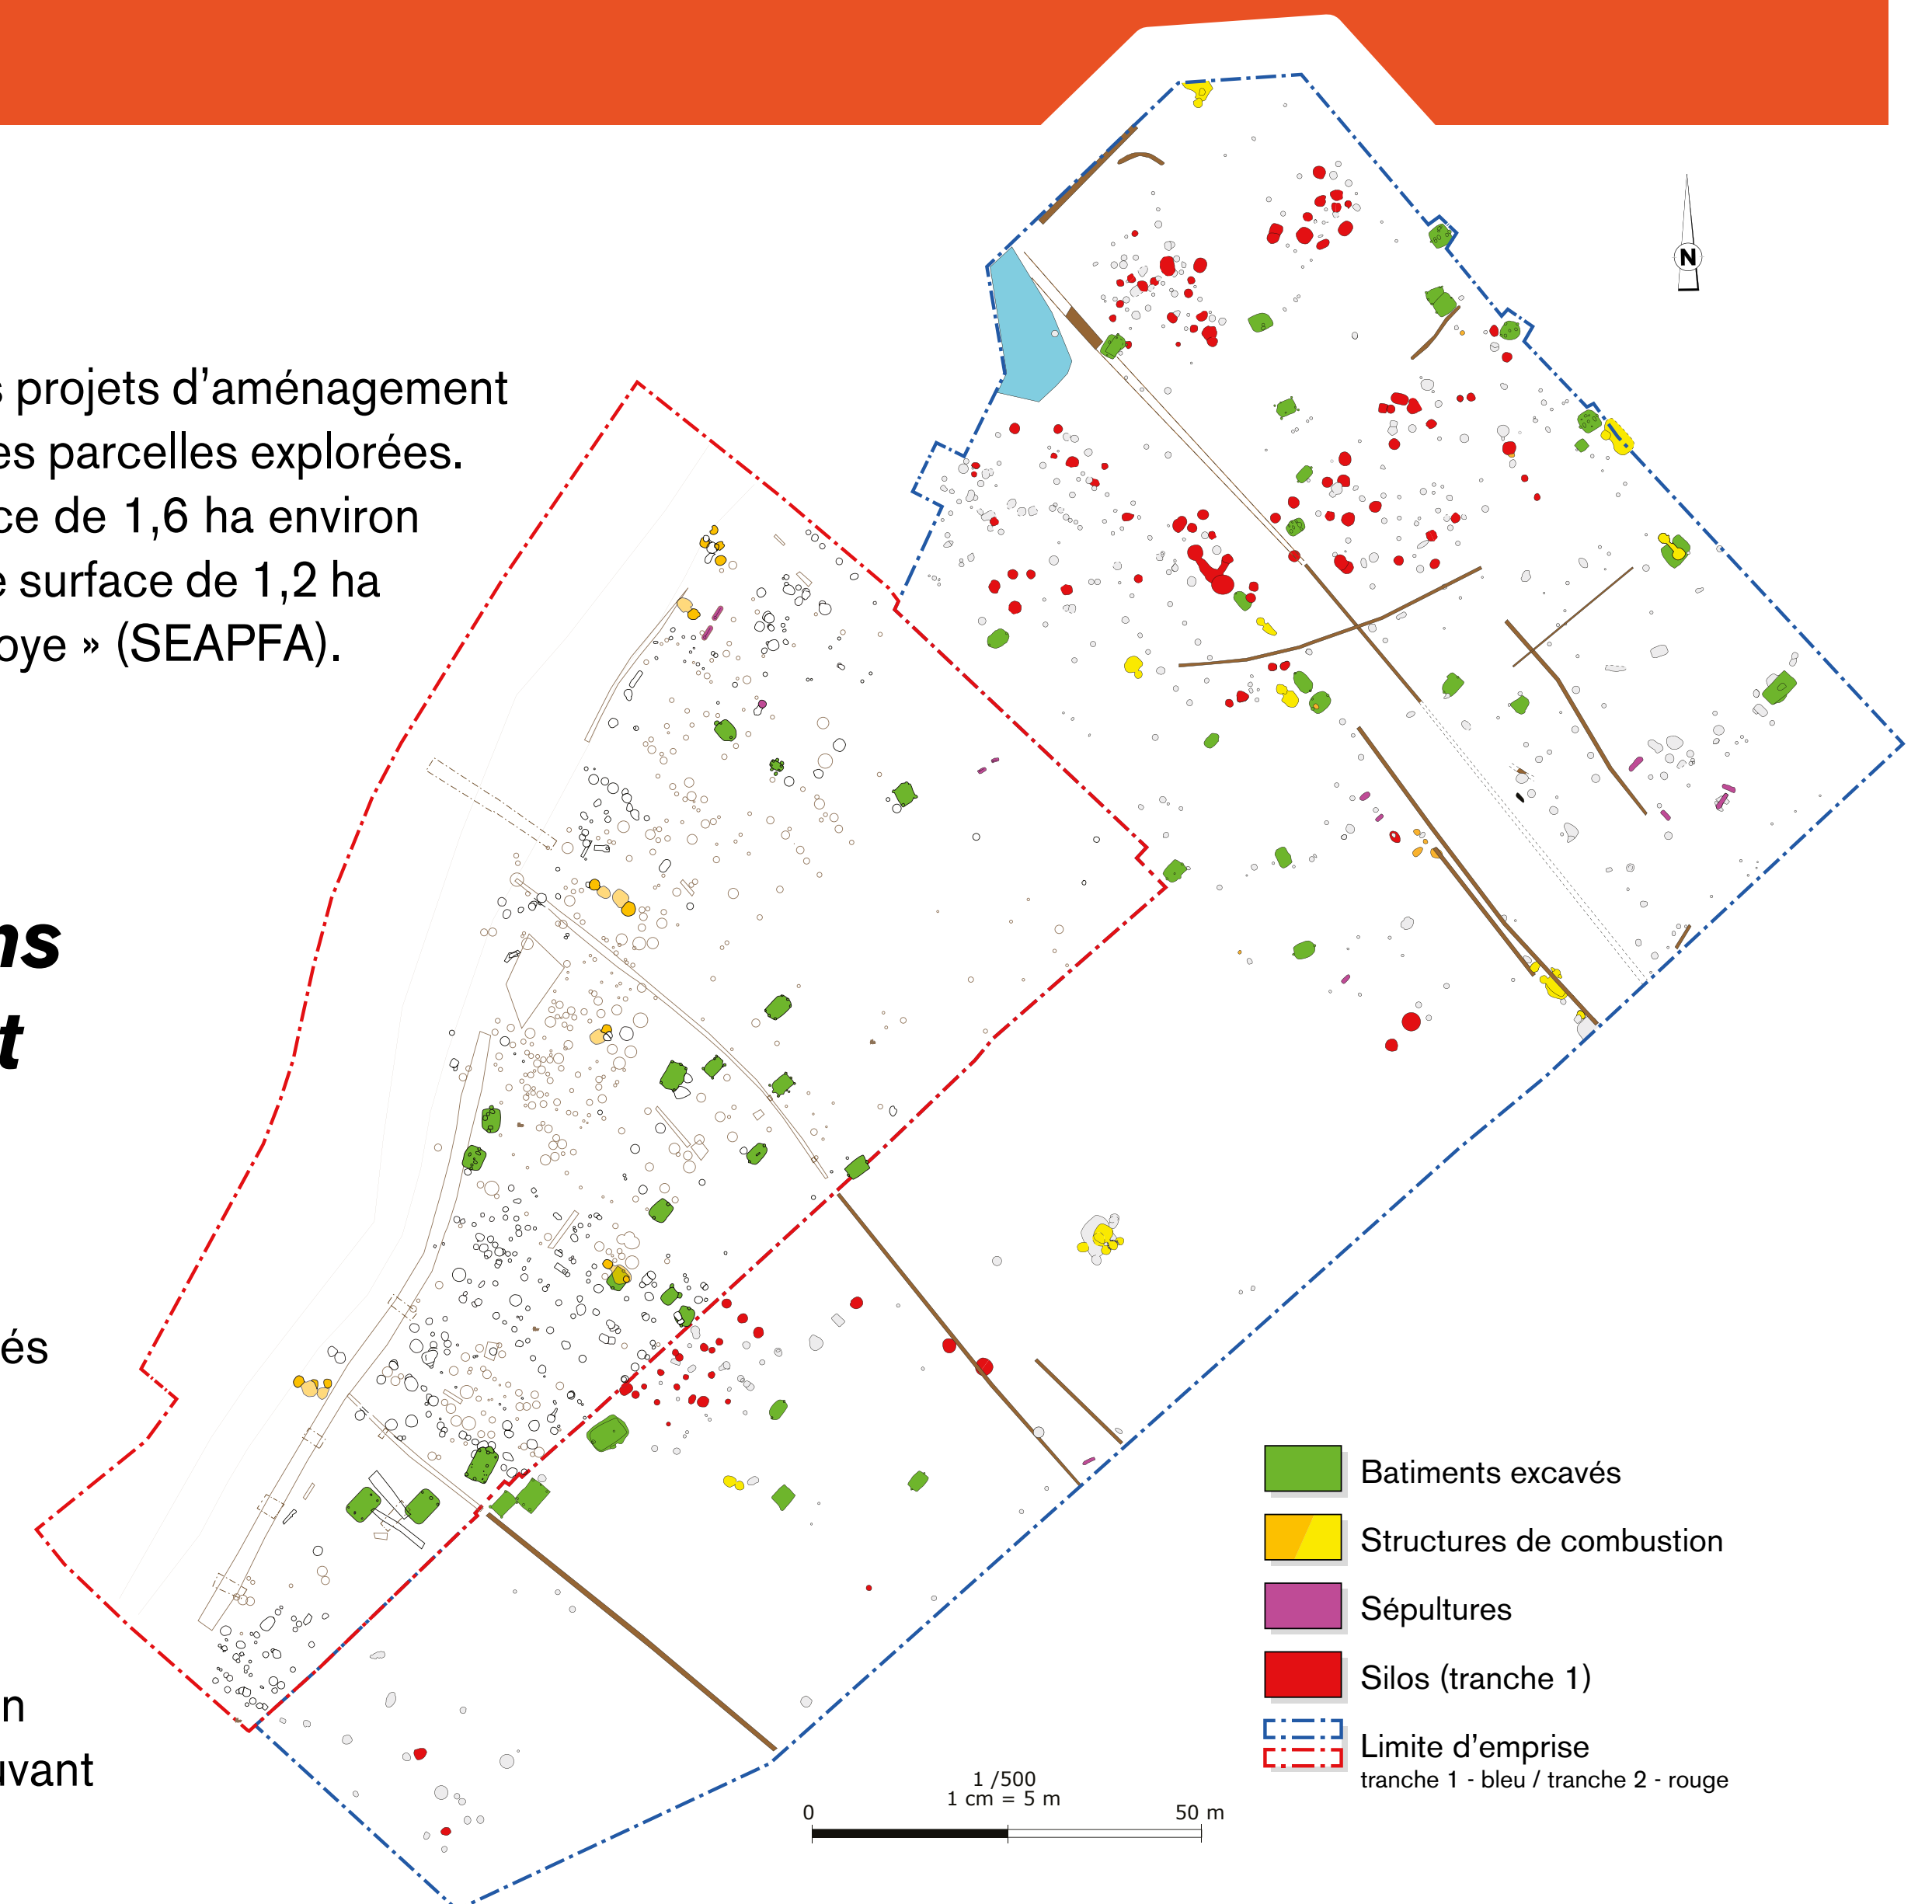 s projets d’aménagement
es parcelles explorées.
ce de 1,6 ha environ
e surface de 1,2 ha
oye » (SEAPFA).
ns
t
és
n
uvant
N
Batiments excavés
Structures de combustion
Sépultures
Silos (tranche 1)
Limite d’emprise
tranche 1 - bleu / tranche 2 - rouge
1 /500
1 cm = 5 m
0 50 m